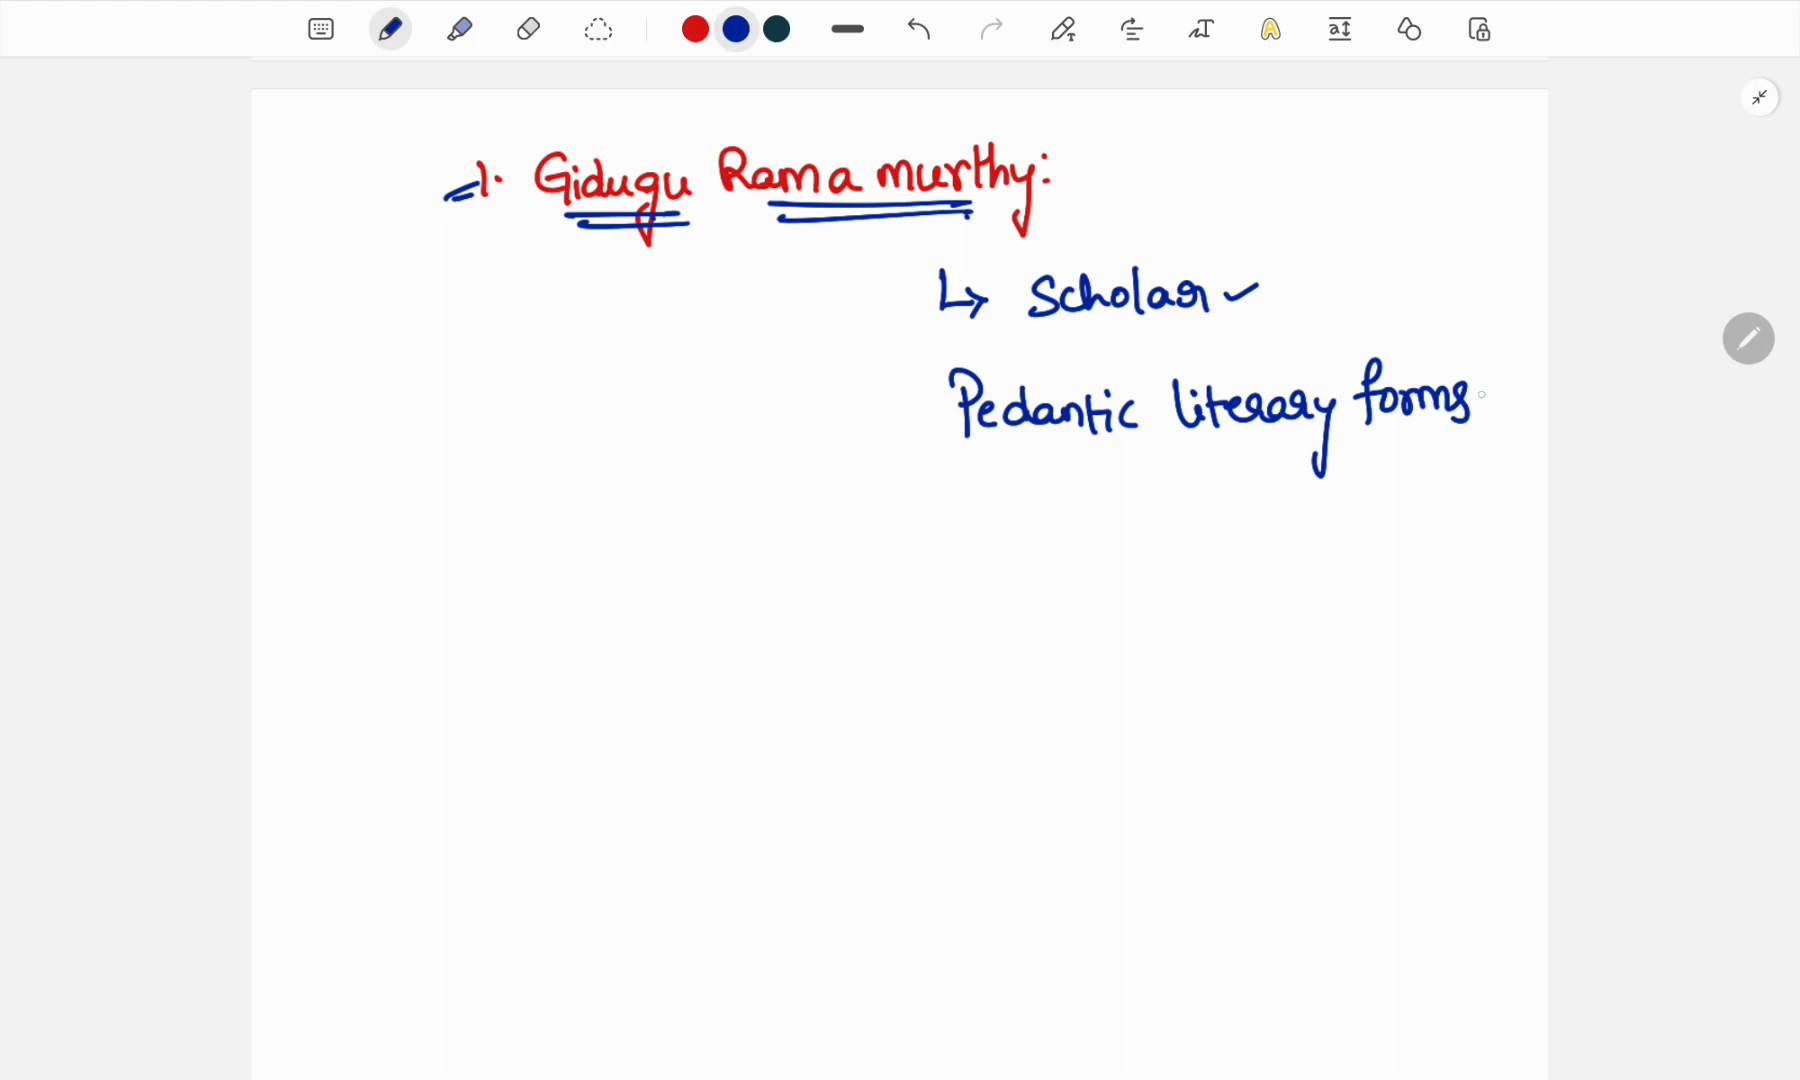 1. Gidugu Rama murthy:
↳ Scholar ✓
Pedantic literary forms